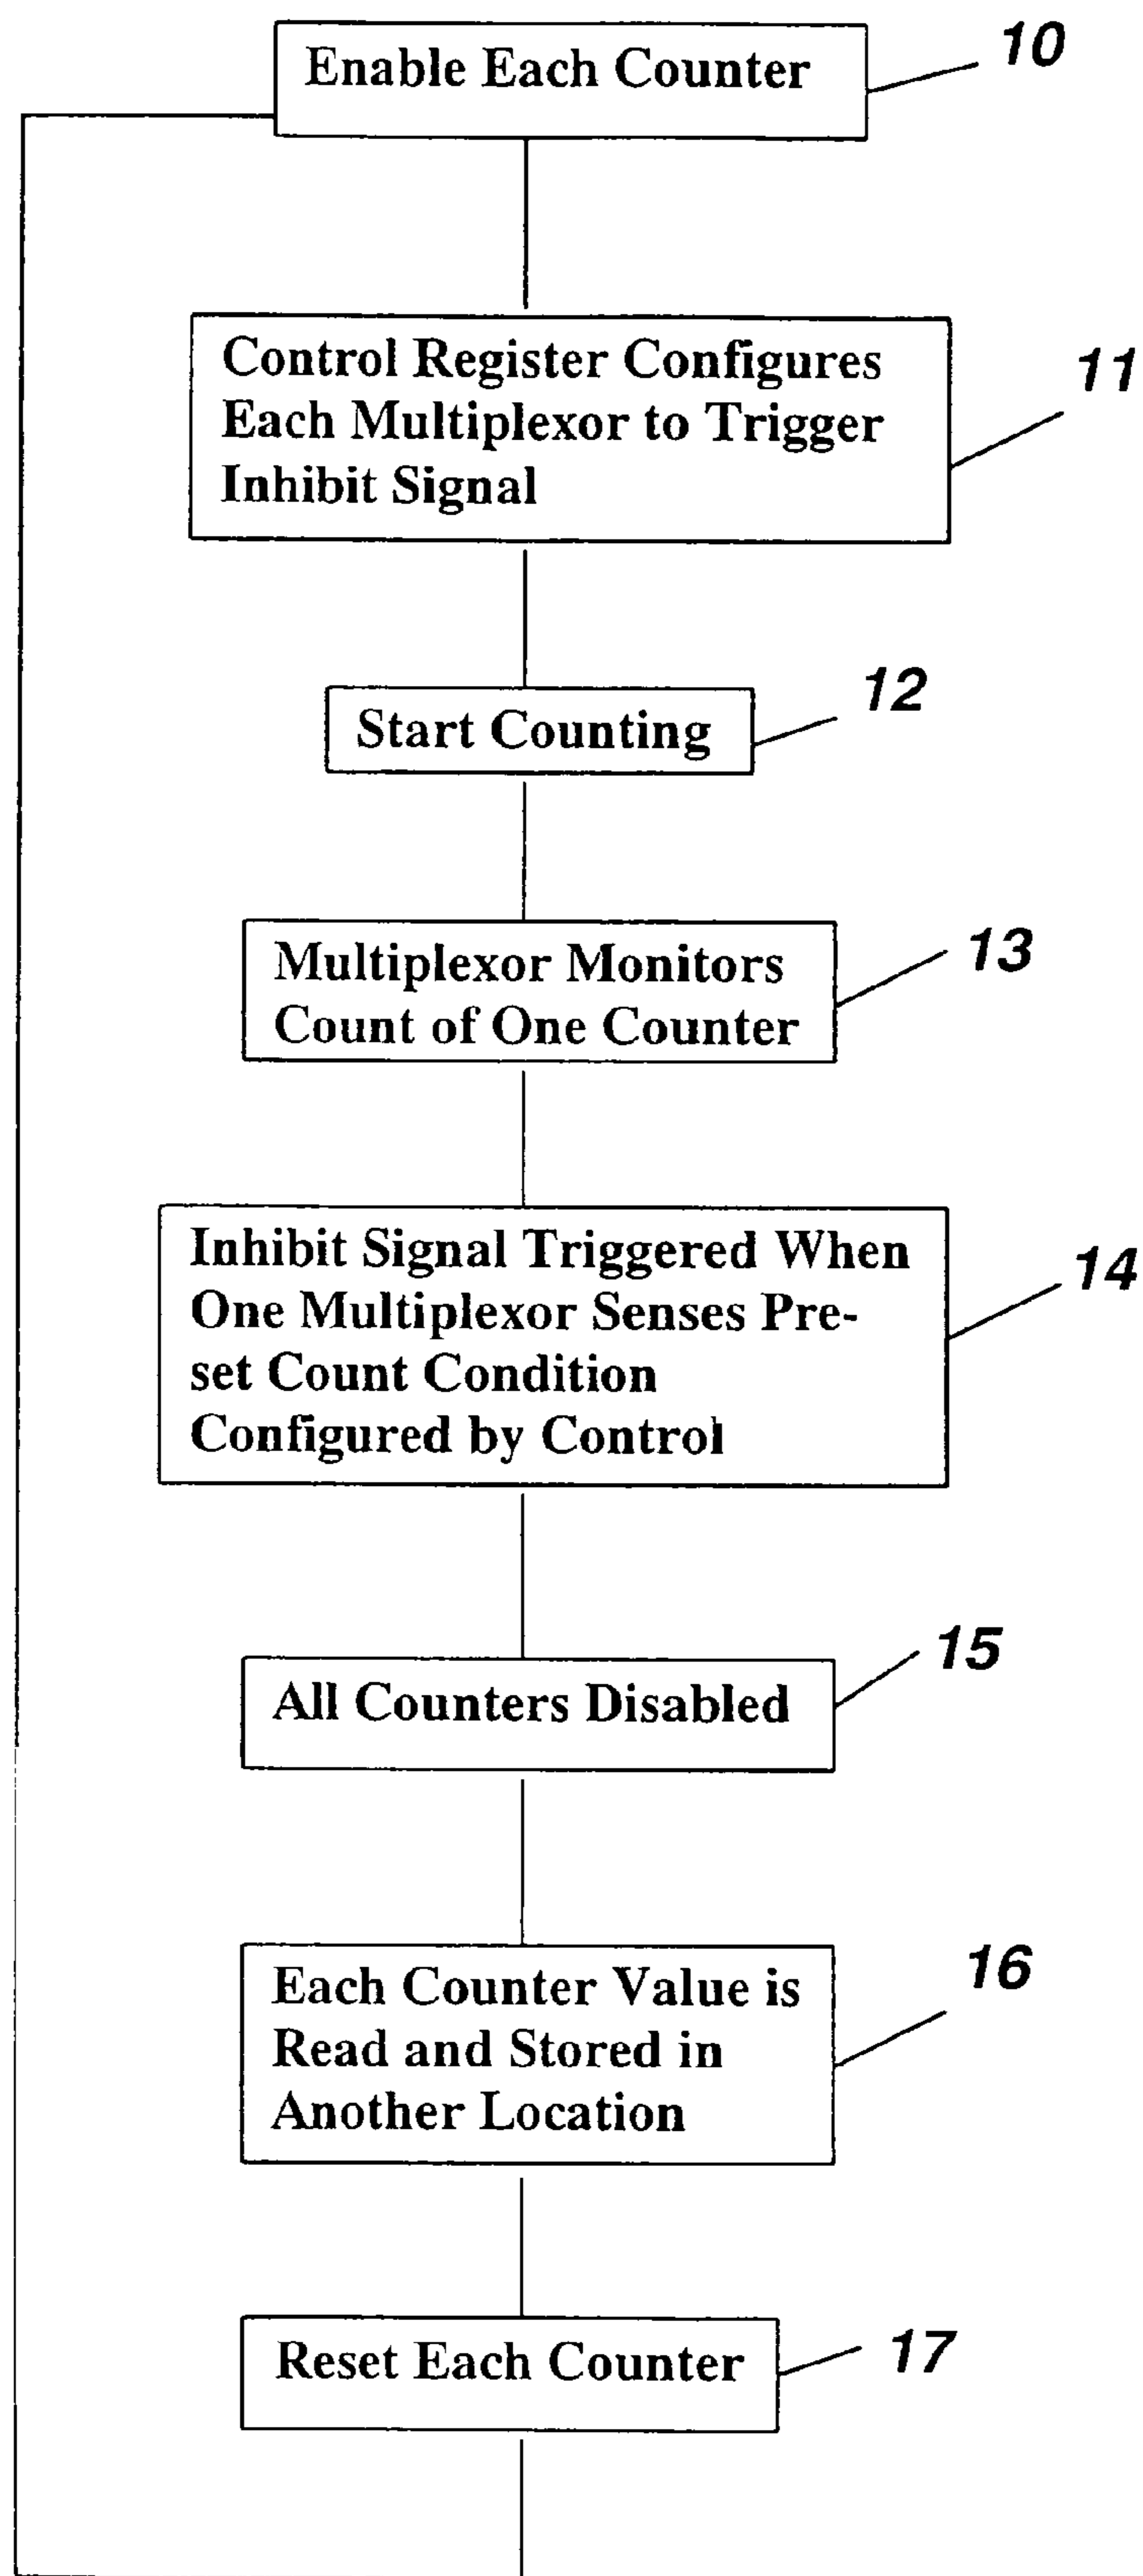 Enable Each Counter
10
Control Register Configures
Each Multiplexor to Trigger
Inhibit Signal
11
Start Counting
12
Multiplexor Monitors
Count of One Counter
13
Inhibit Signal Triggered When
One Multiplexor Senses Pre-
set Count Condition
Configured by Control
14
All Counters Disabled
15
Each Counter Value is
Read and Stored in
Another Location
16
Reset Each Counter
17